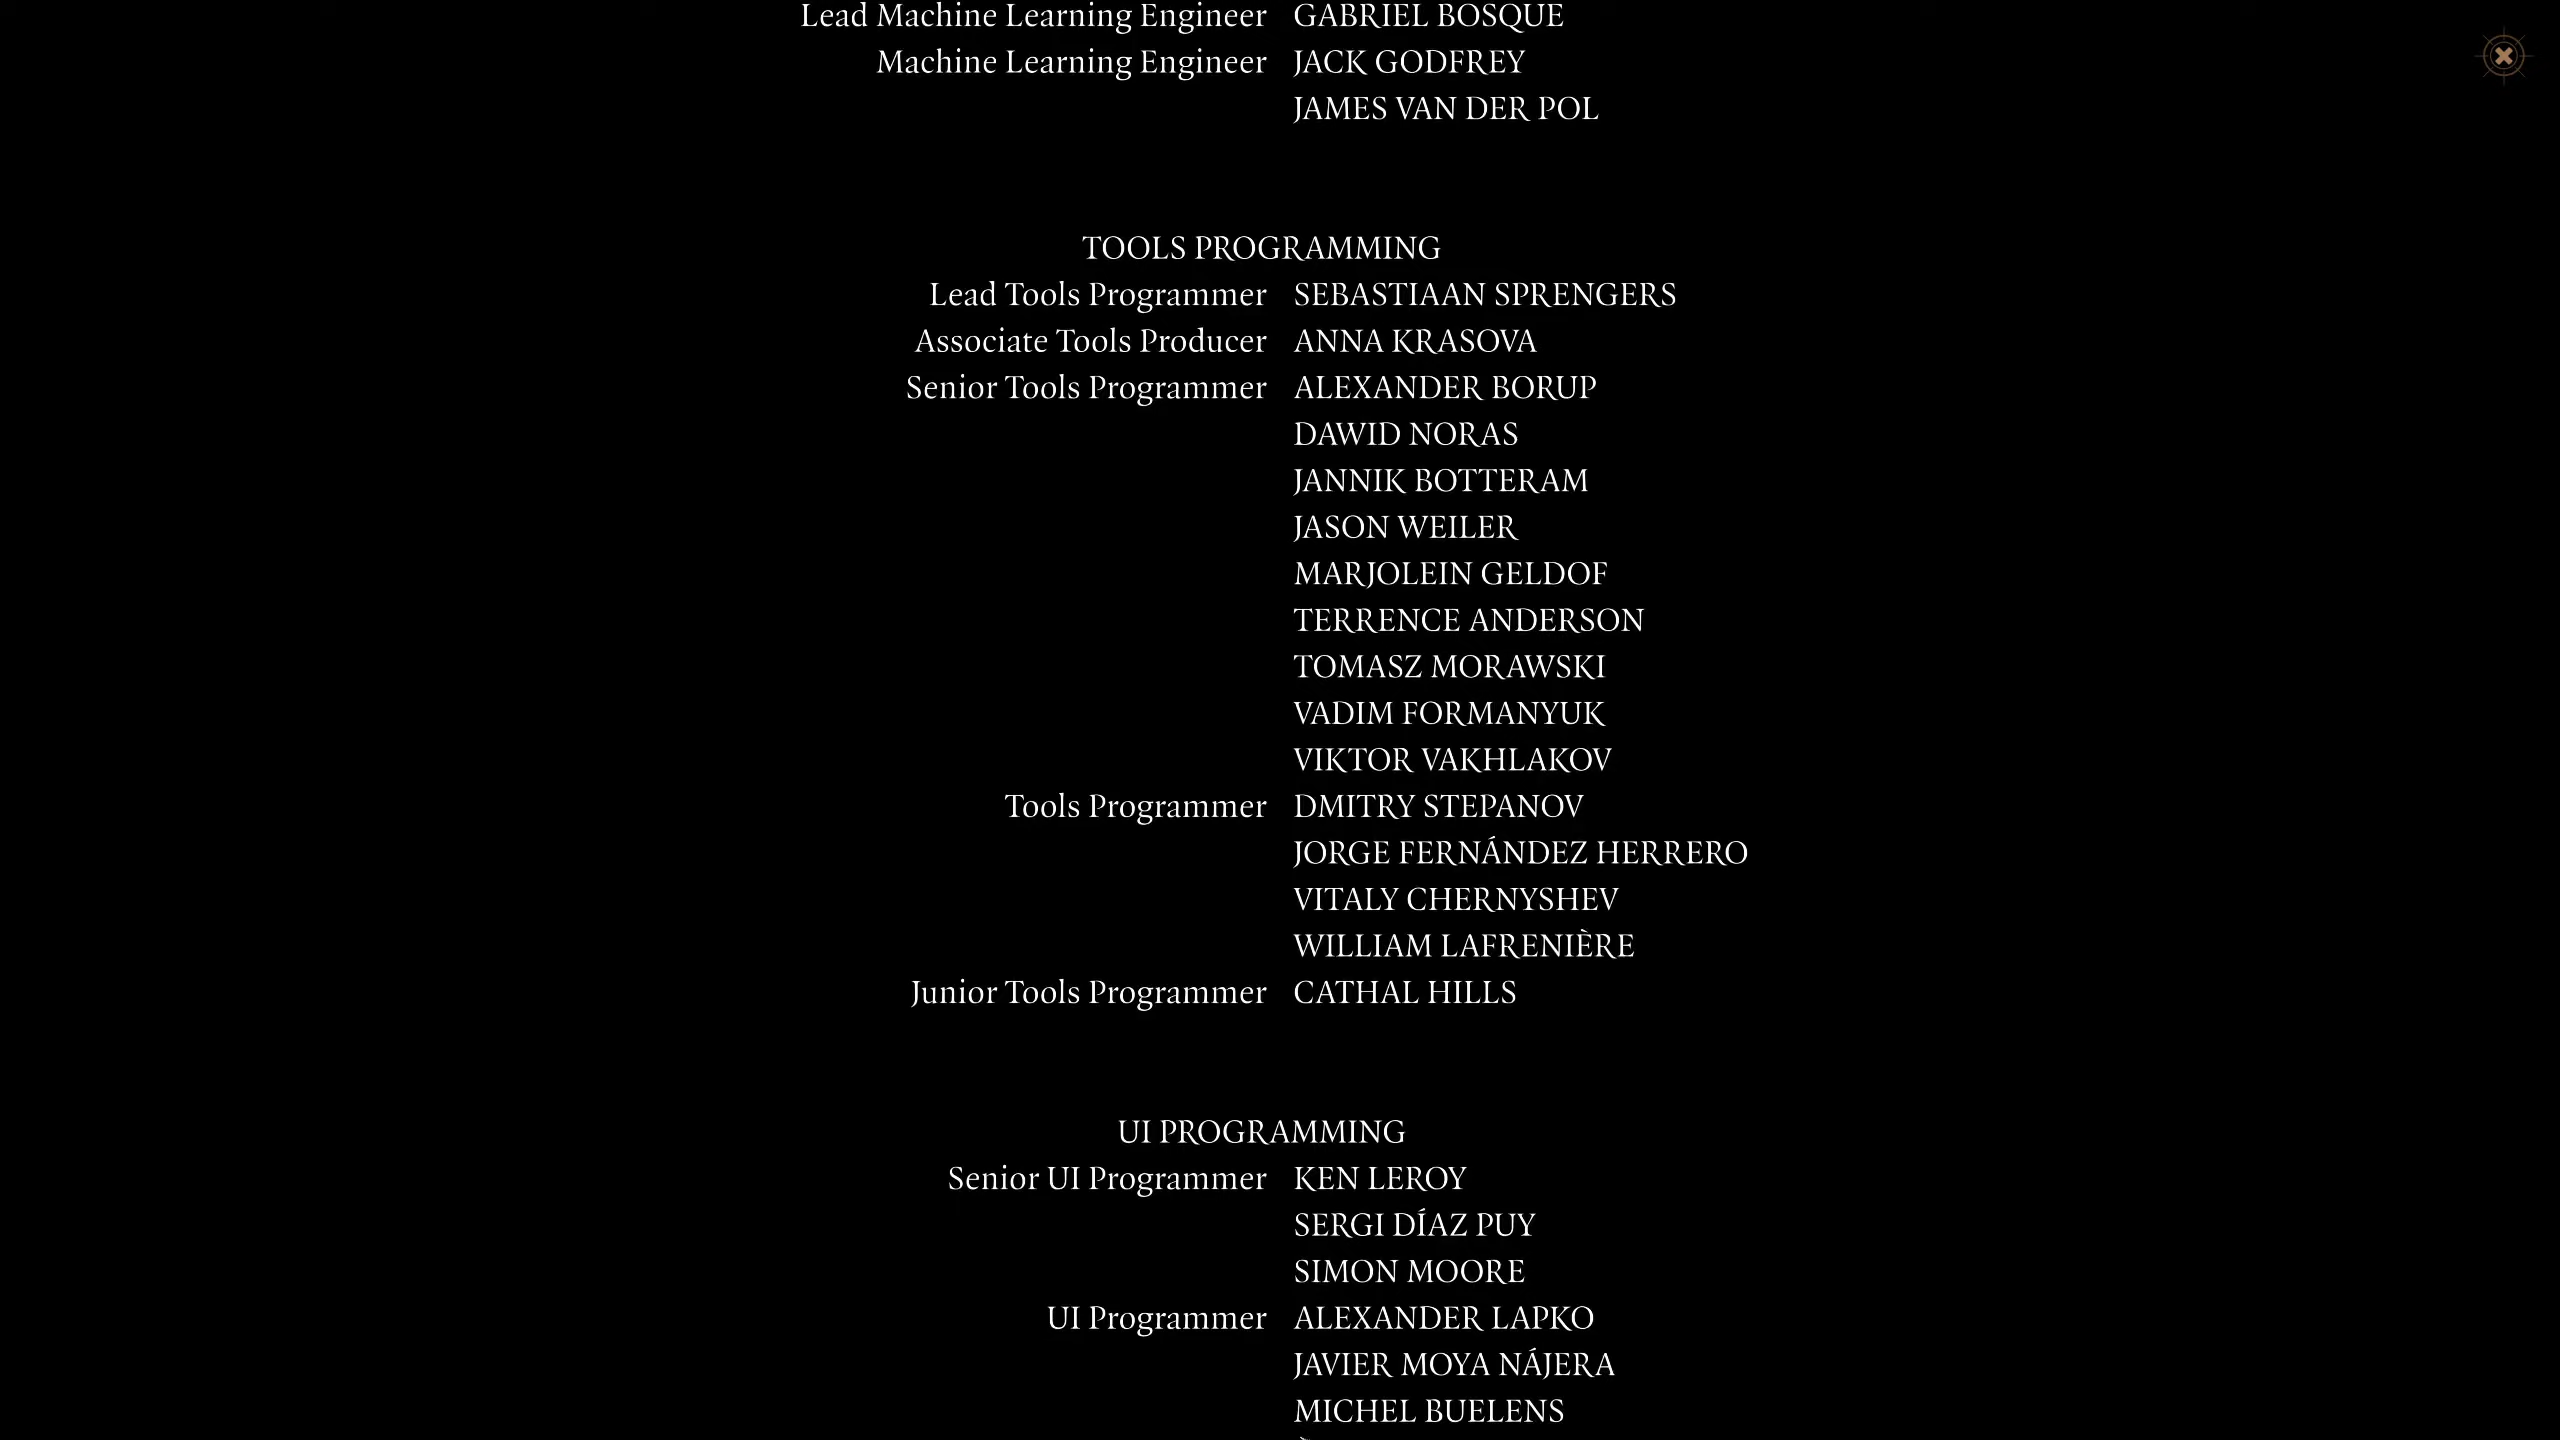 Lead Machine Learning Engineer GABRIEL BOSQUE
Machine Learning Engineer JACK GODFREY
JAMES VAN DER POL
TOOLS PROGRAMMING
Lead Tools Programmer SEBASTIAAN SPRENGERS
Associate Tools Producer ANNA KRASOVA
Senior Tools Programmer ALEXANDER BORUP
DAWID NORAS
JANNIK BOTTERAM
JASON WEILER
MARJOLEIN GELDOF
TERRENCE ANDERSON
TOMASZ MORAWSKI
VADIM FORMANYUK
VIKTOR VAKHLAKOV
Tools Programmer DMITRY STEPANOV
JORGE FERNÁNDEZ HERRERO
VITALY CHERNYSHEV
WILLIAM LAFRENIÈRE
Junior Tools Programmer CATHAL HILLS
UI PROGRAMMING
Senior UI Programmer KEN LEROY
SERGI DÍAZ PUY
SIMON MOORE
UI Programmer ALEXANDER LAPKO
JAVIER MOYA NÁJERA
MICHEL BUELENS